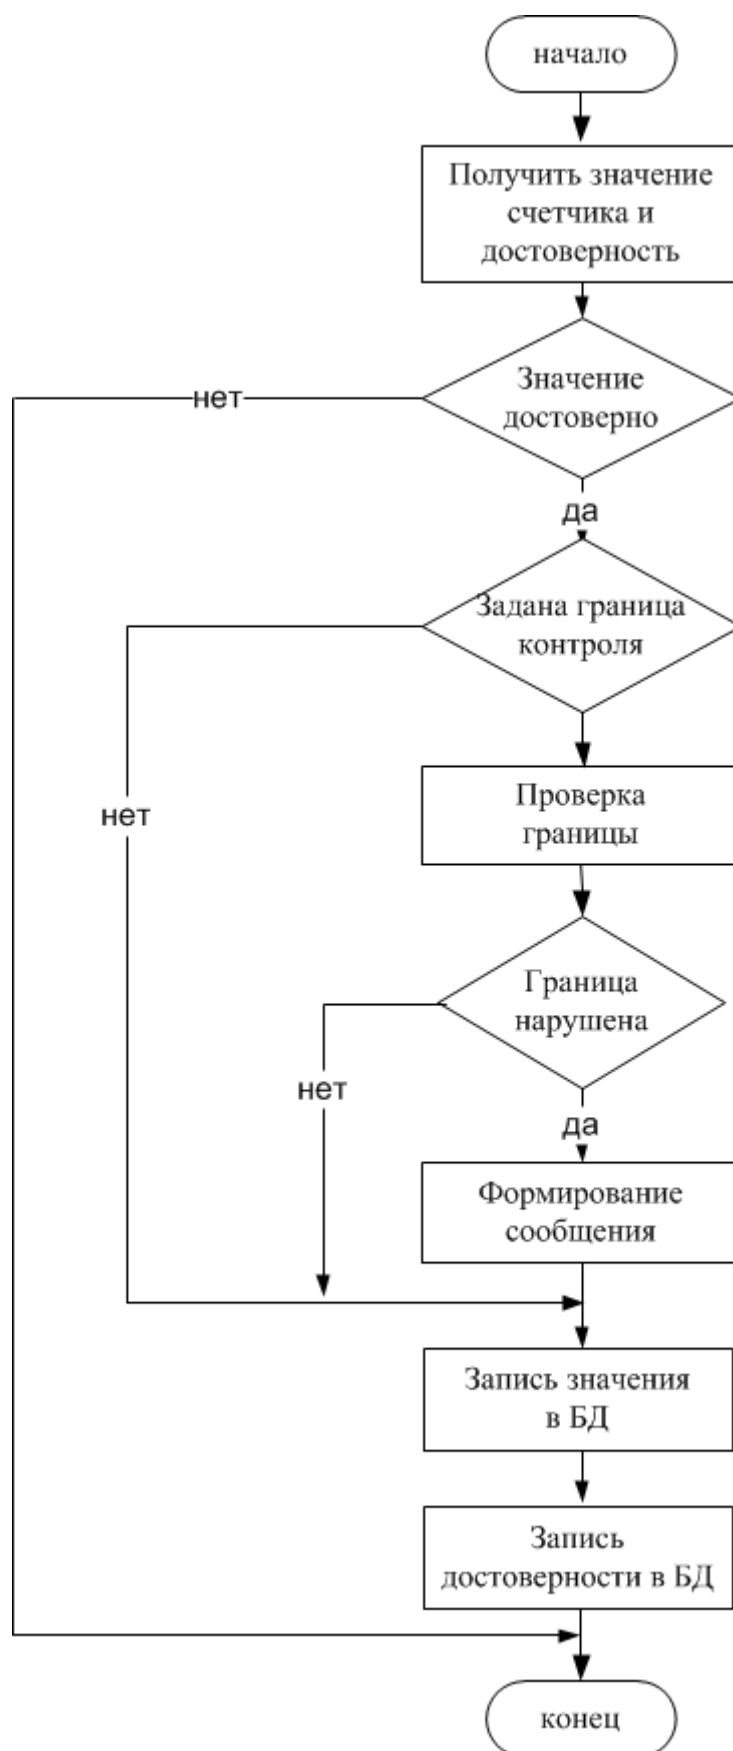 начало
Получить значение
счетчика и
достоверность
Значение
достоверно
нет
да
Задана граница
контроля
нет
Проверка
границы
Граница
нарушена
нет
да
Формирование
сообщения
Запись значения
в БД
Запись
достоверности в БД
конец